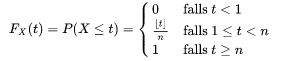 F_X(t) = P(X ≤ t) = { 0 falls t < 1
⌊t⌋/n falls 1 ≤ t < n
1 falls t ≥ n